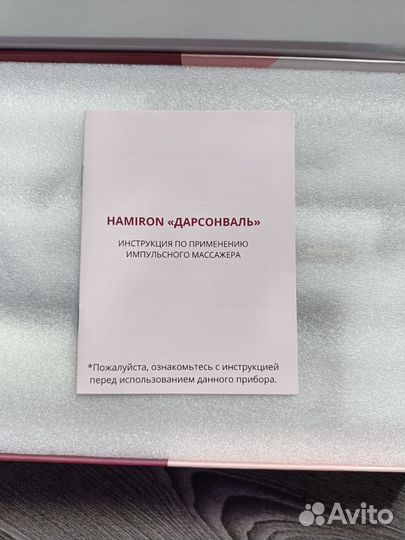 HAMIRON «ДАРСОНВАЛЬ»
ИНСТРУКЦИЯ ПО ПРИМЕНЕНИЮ
ИМПУЛЬСНОГО МАССАЖЕРА
*Пожалуйста, ознакомьтесь с инструкцией
перед использованием данного прибора.
Avito